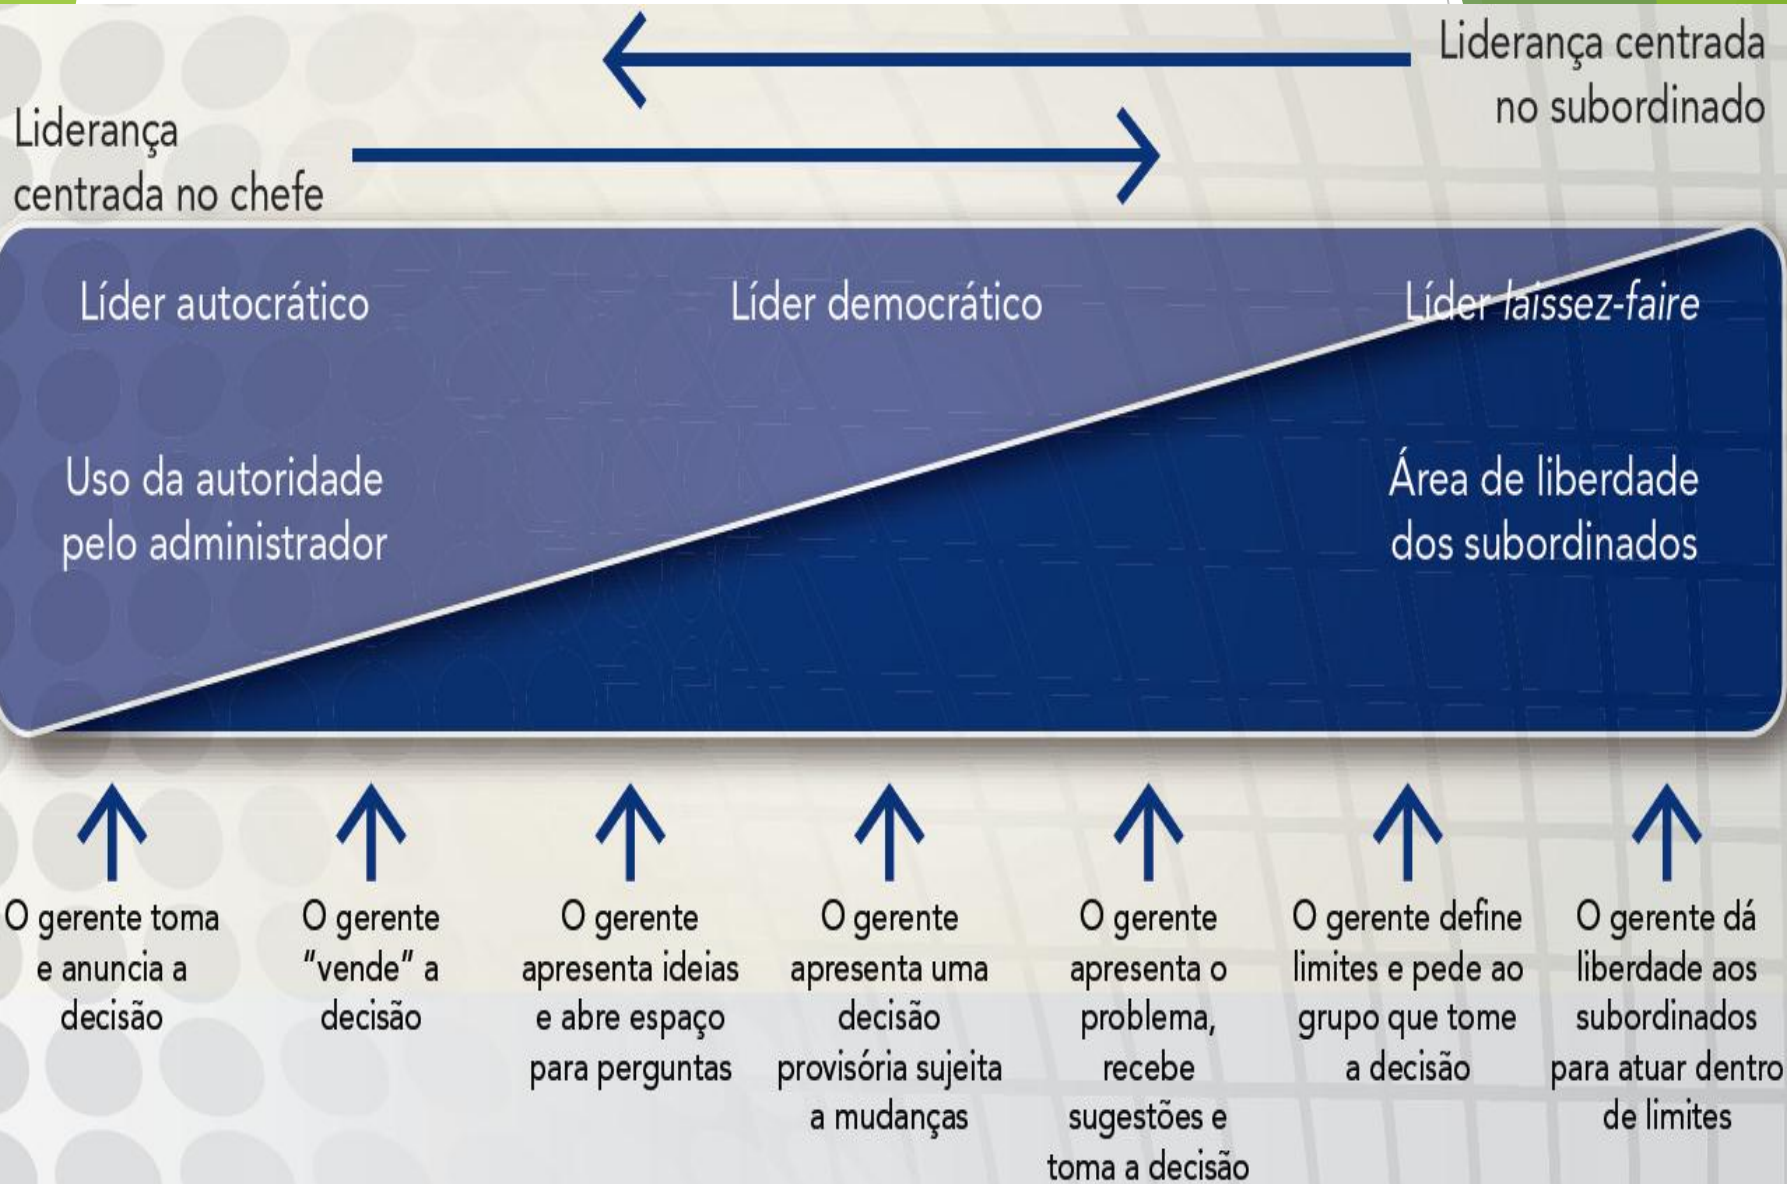 Liderança centrada
no subordinado
Liderança
centrada no chefe
Líder autocrático
Líder democrático
Líder laissez-faire
Uso da autoridade
pelo administrador
Área de liberdade
dos subordinados
O gerente toma
e anuncia a
decisão
O gerente
“vende” a
decisão
O gerente
apresenta ideias
e abre espaço
para perguntas
O gerente
apresenta uma
decisão
provisória sujeita
a mudanças
O gerente
apresenta o
problema,
recebe
sugestões e
toma a decisão
O gerente define
limites e pede ao
grupo que tome
a decisão
O gerente dá
liberdade aos
subordinados
para atuar dentro
de limites